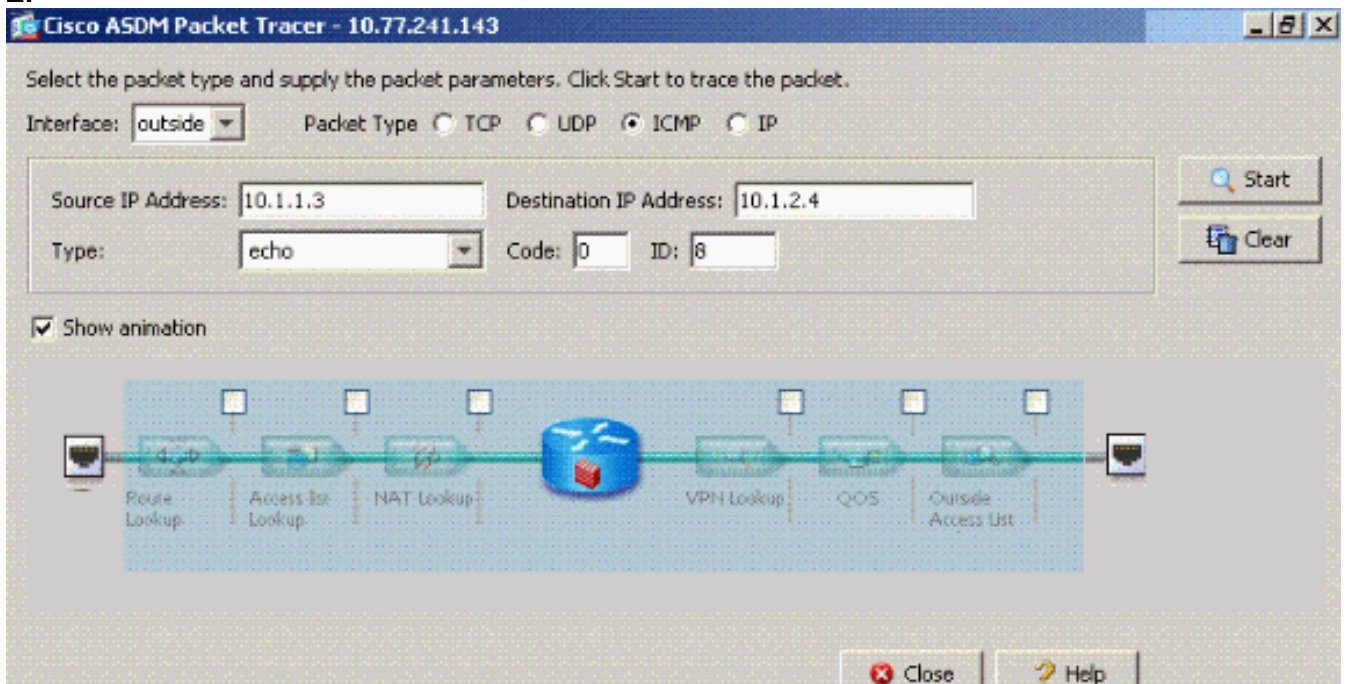 Cisco ASDM Packet Tracer - 10.77.241.143
Select the packet type and supply the packet parameters. Click Start to trace the packet.
Interface: outside Packet Type TCP UDP ICMP IP
Source IP Address: 10.1.1.3 Destination IP Address: 10.1.2.4
Start
Type: echo Code: 0 ID: 8
Clear
Show animation
Route Lookup
Access list Lookup
NAT Lookup
VPN Lookup
QOS
Outside Access List
Close Help